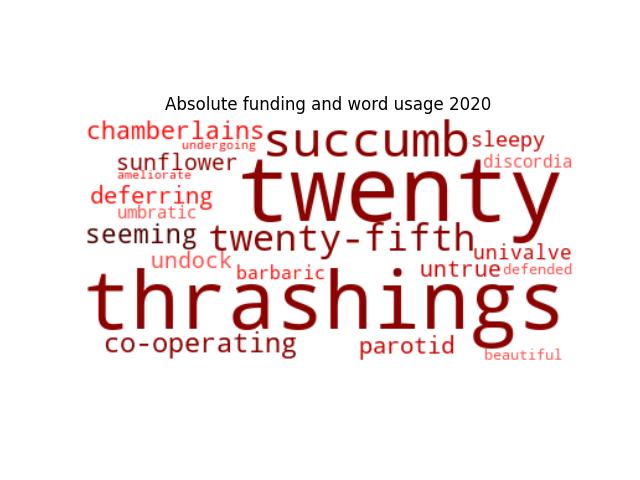 Absolute funding and word usage 2020
chamberlains
succumb
sleepy
undergoing
sunflower
discordia
twenty
ameliorate
deferring
umbratic
seeming
twenty-fifth
univalve
undock
barbaric
untrue
defended
thrashings
co-operating
parotid
beautiful